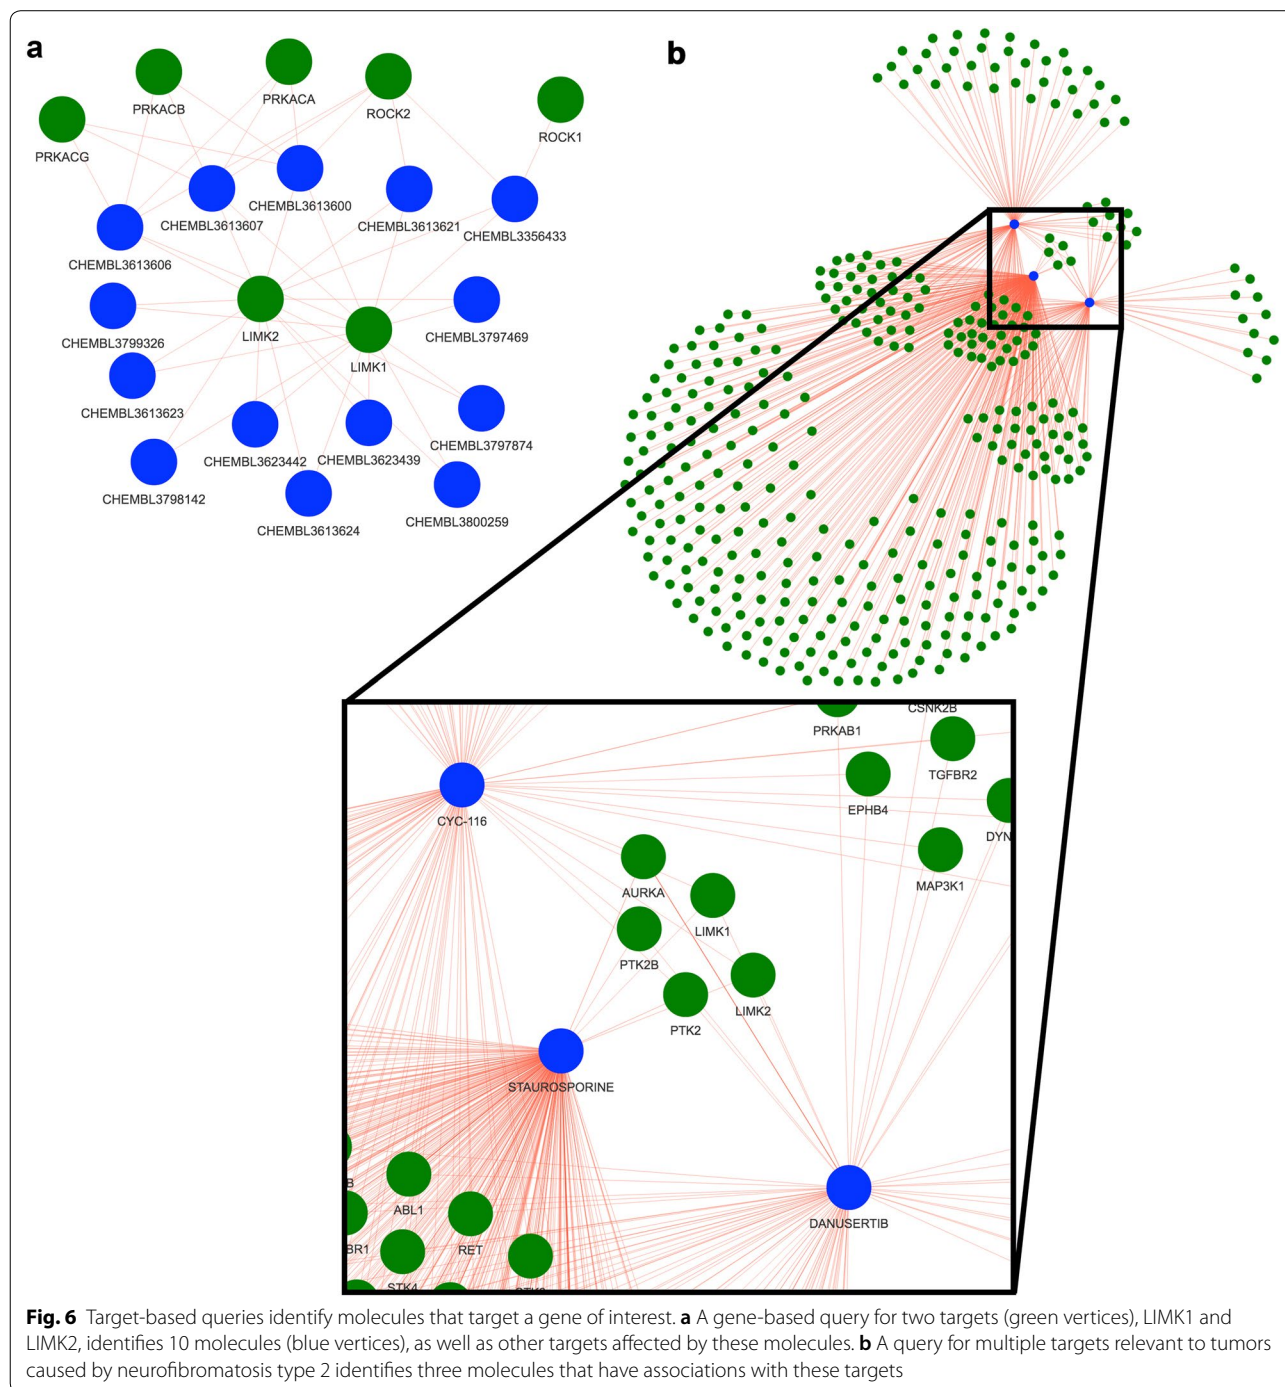 a
b
PRKACB
PRKACA
ROCK2
ROCK1
PRKACG
CHEMBL3613600
CHEMBL3613607
CHEMBL3613621
CHEMBL3356433
CHEMBL3613606
LIMK2
CHEMBL3797469
CHEMBL3799326
LIMK1
CHEMBL3613623
CHEMBL3797874
CHEMBL3623442
CHEMBL3623439
CHEMBL3798142
CHEMBL3613624
CHEMBL3800259
CSNK2B
PRKAB1
TGFBR2
EPHB4
CYC-116
DYN
MAP3K1
AURKA
LIMK1
PTK2B
LIMK2
PTK2
STAUROSPORINE
B
ABL1
DANUSERTIB
BR1
RET
STK4
Fig. 6 Target-based queries identify molecules that target a gene of interest. a A gene-based query for two targets (green vertices), LIMK1 and
LIMK2, identifies 10 molecules (blue vertices), as well as other targets affected by these molecules. b A query for multiple targets relevant to tumors
caused by neurofibromatosis type 2 identifies three molecules that have associations with these targets